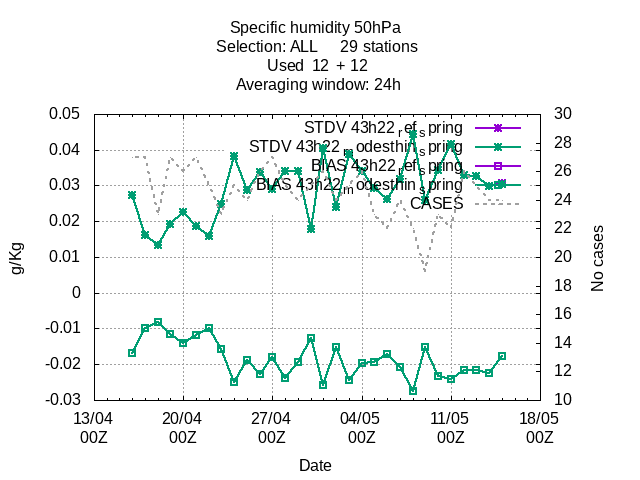 Specific humidity 50hPa
Selection: ALL 29 stations
Used 12 + 12
Averaging window: 24h
0.05
0.04
0.03
0.02
0.01
0
-0.01
-0.02
-0.03
g/Kg
30
28
26
24
22
20
18
16
14
12
10
No cases
STDV 43h22_ref_spring
STDV 43h22_modesthin_spring
BIAS 43h22_ref_spring
BIAS 43h22_modesthin_spring
CASES
13/04 20/04 27/04 04/05 11/05 18/05
00Z 00Z 00Z 00Z 00Z 00Z
Date